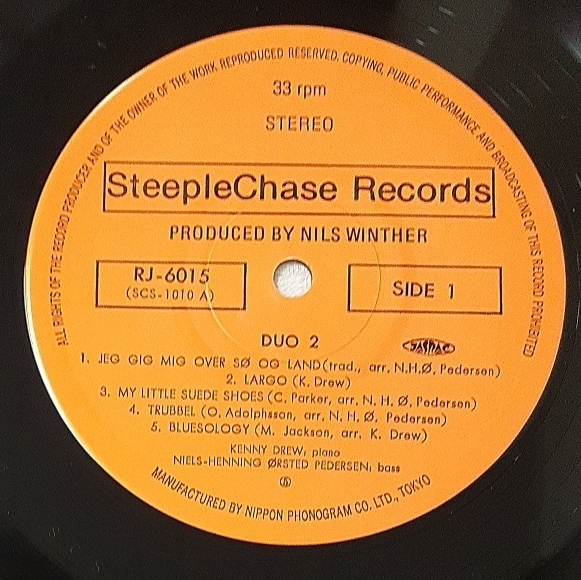 ALL RIGHTS OF THE RECORD PRODUCER AND OF THE OWNER OF THE WORK REPRODUCED RESERVED, COPYING, PUBLIC PERFORMANCE AND BROADCASTING OF THIS RECORD PROHIBITED
33 rpm
STEREO
SteepleChase Records
PRODUCED BY NILS WINTHER
RJ-6015
(SCS-1010 A)
SIDE 1
DUO 2
JASRAC
1. JEG GIG MIG OVER SØ OG LAND (trad., arr. N.H.Ø. Pedersen)
2. LARGO (K. Drew)
3. MY LITTLE SUEDE SHOES (C. Parker, arr. N. H. Ø. Pedersen)
4. TRUBBEL (O. Adolphsson, arr. N. H. Ø. Pedersen)
5. BLUESOLOGY (M. Jackson, arr. K. Drew)
KENNY DREW, piano
NIELS-HENNING ØRSTED PEDERSEN, bass
MANUFACTURED BY NIPPON PHONOGRAM CO. LTD., TOKYO